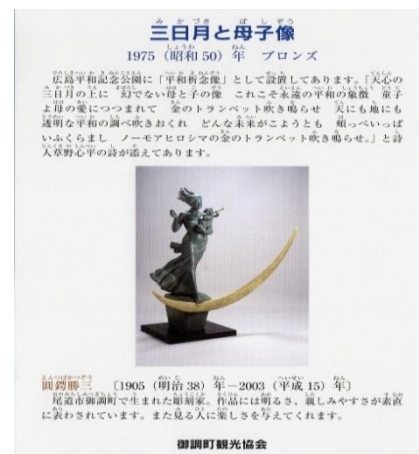 三日月と母子像
1975（昭和50）年　ブロンズ
広島平和記念公園に「平和祈念像」として設置してあります。「天心の
三日月の上に　幻でない母と子の像　これこそ永遠の平和の象徴　童子
よ母の愛につつまれて　金のトランペット吹き鳴らせ　天にも地にも
透明な平和の調べ吹きおくれ　どんな未来がこようとも　頬っぺいっぱ
いふくらまし　ノーモアヒロシマの金のトランペット吹き鳴らせ。」と詩
人草野心平の詩が添えてあります。
圓鍔勝三　〔1905（明治38）年－2003（平成15）年〕
尾道市御調町で生まれた彫刻家。作品には明るさ、親しみやすさが素直
に表わされています。また見る人に楽しさを与えてくれます。
御調町観光協会